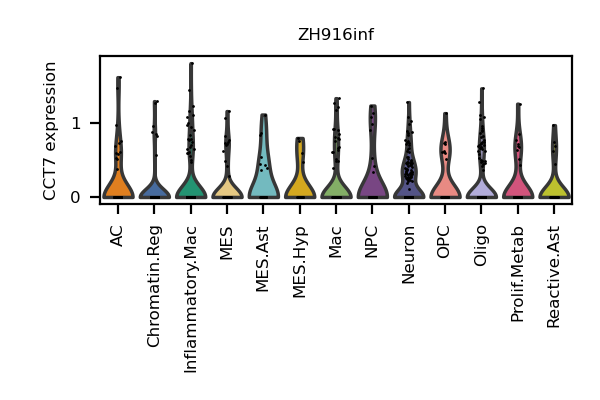 ZH916inf
CCT7 expression
1
0
AC
Chromatin.Reg
Inflammatory.Mac
MES
MES.Ast
MES.Hyp
Mac
NPC
Neuron
OPC
Oligo
Prolif.Metab
Reactive.Ast